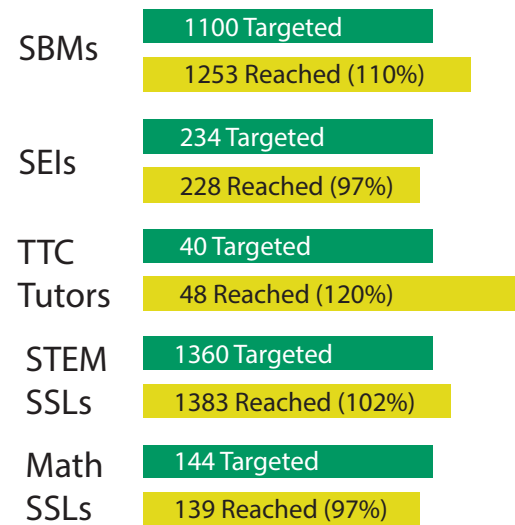 SBMs
1100 Targeted
1253 Reached (110%)
SEIs
234 Targeted
228 Reached (97%)
TTC
Tutors
40 Targeted
48 Reached (120%)
STEM
SSLs
1360 Targeted
1383 Reached (102%)
Math
SSLs
144 Targeted
139 Reached (97%)